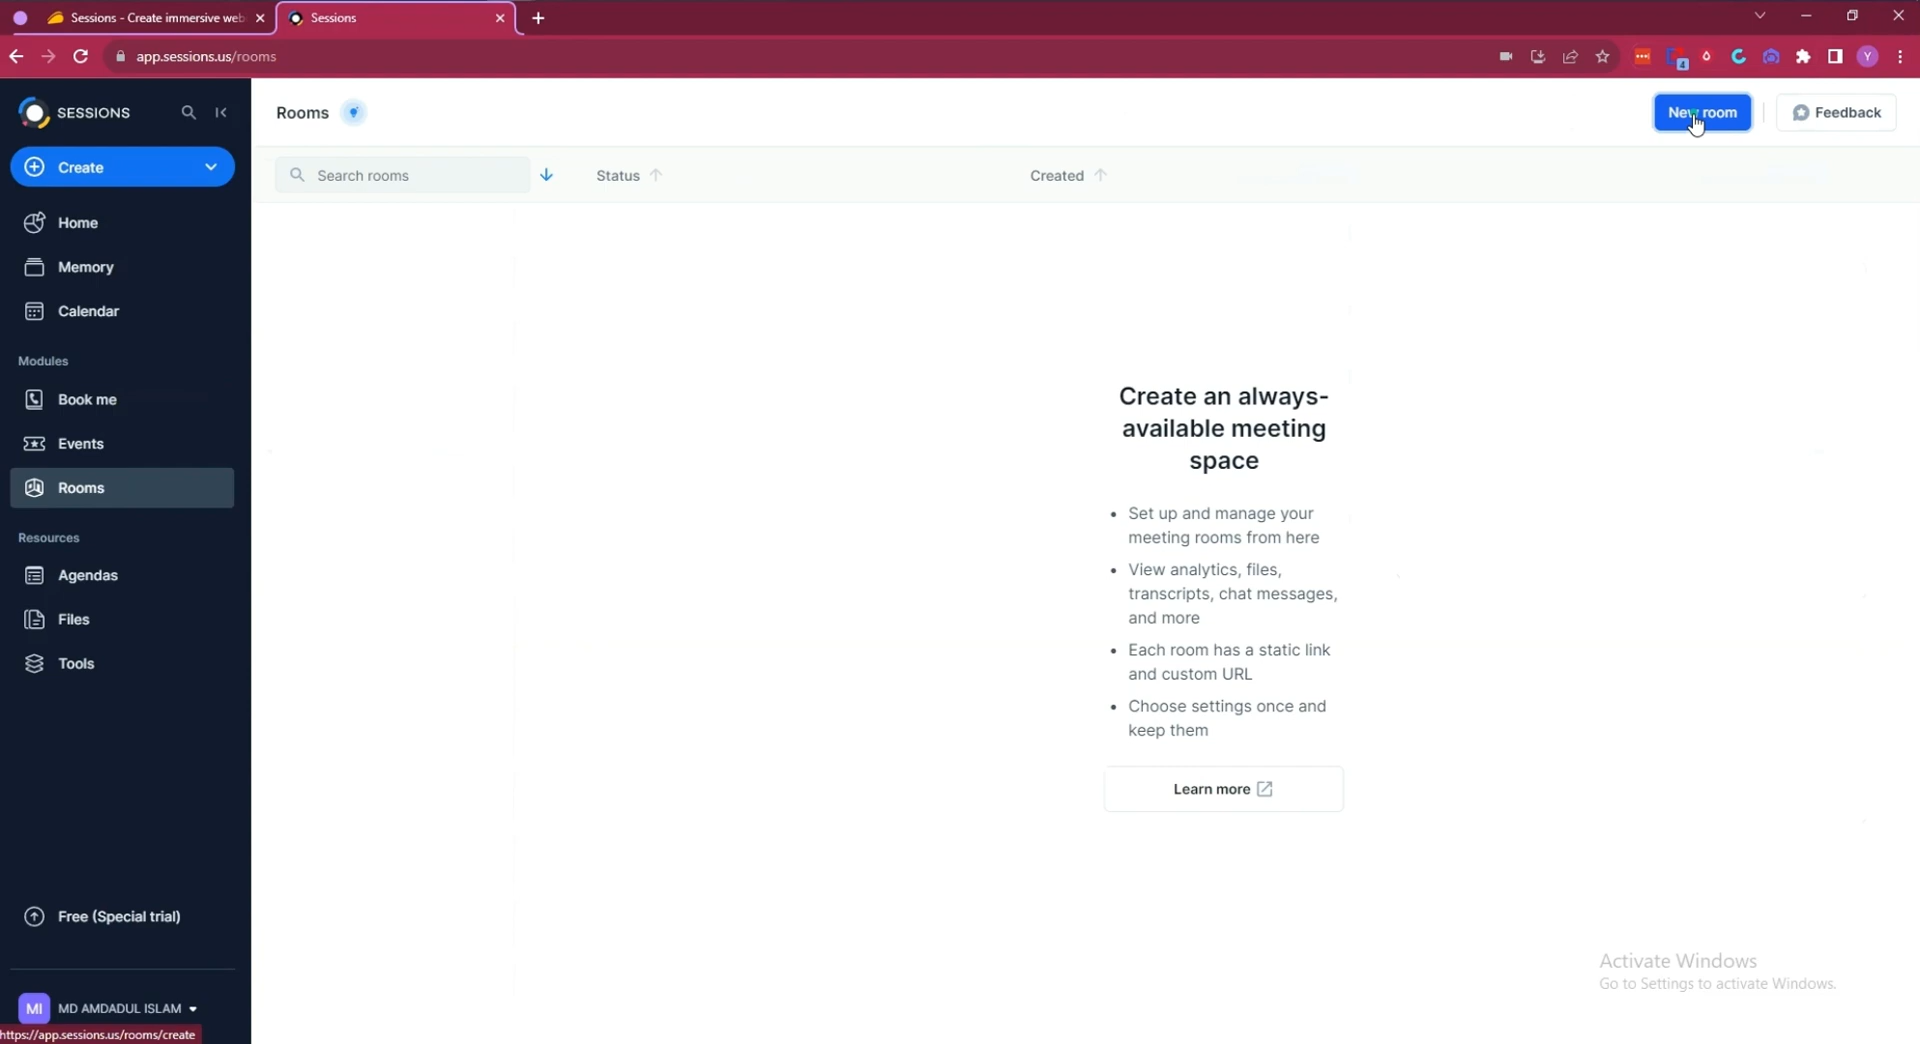 Sessions - Create immersive web
Sessions
app.sessions.us/rooms
4
Y
SESSIONS
Rooms
New room
Feedback
Create
Search rooms
Status
Created
Home
Memory
Calendar
Modules
Book me
Events
Rooms
Resources
Agendas
Files
Tools
Create an always-
available meeting
space
• Set up and manage your
meeting rooms from here
• View analytics, files,
transcripts, chat messages,
and more
• Each room has a static link
and custom URL
• Choose settings once and
keep them
Learn more
Free (Special trial)
MI MD AMDADUL ISLAM
https://app.sessions.us/rooms/create
Activate Windows
Go to Settings to activate Windows.